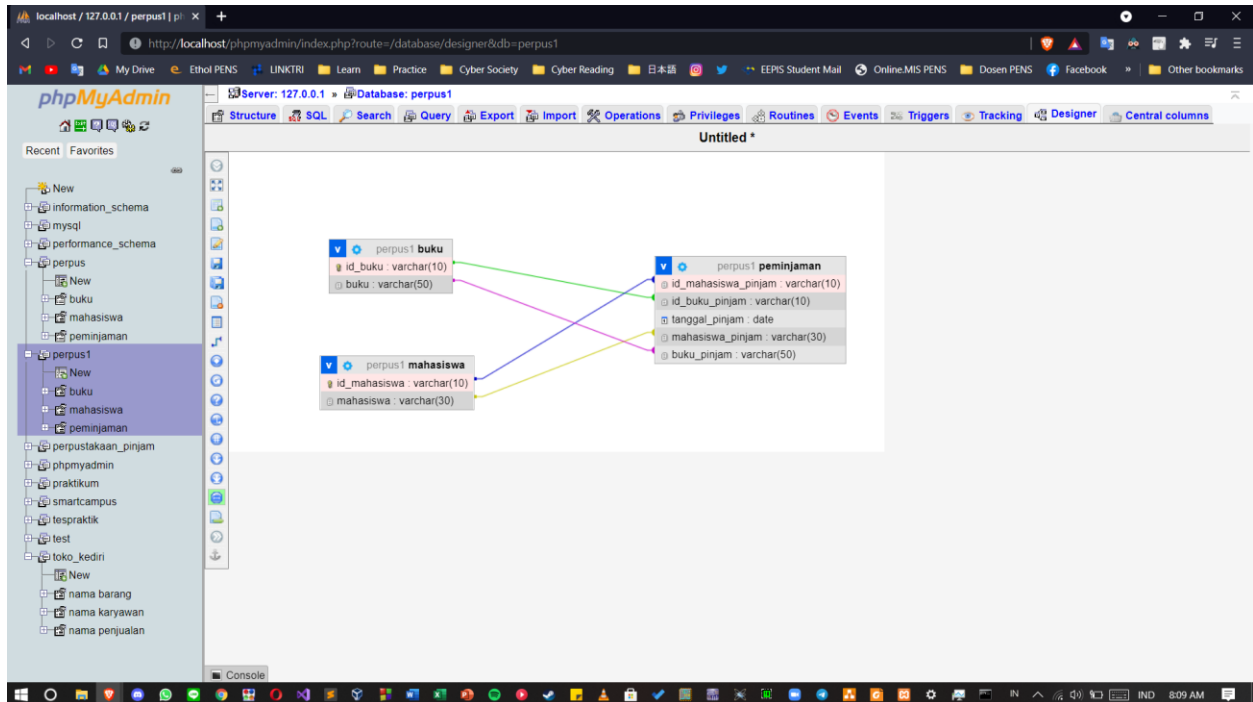 localhost / 127.0.0.1 / perpus1 | ph
http://localhost/phpmyadmin/index.php?route=/database/designer&db=perpus1
My Drive Ethol PENS LINKTRI Learn Practice Cyber Society Cyber Reading 日本語 EEPIS Student Mail Online.MIS PENS Dosen PENS Facebook » Other bookmarks
phpMyAdmin
Recent Favorites
New
information_schema
mysql
performance_schema
perpus
New
buku
mahasiswa
peminjaman
perpus1
New
buku
mahasiswa
peminjaman
perpustakaan_pinjam
phpmyadmin
praktikum
smartcampus
tespraktik
test
toko_kediri
New
nama barang
nama karyawan
nama penjualan
Server: 127.0.0.1 » Database: perpus1
Structure SQL Search Query Export Import Operations Privileges Routines Events Triggers Tracking Designer Central columns
Untitled *
v perpus1 buku
id_buku : varchar(10)
buku : varchar(50)
v perpus1 mahasiswa
id_mahasiswa : varchar(10)
mahasiswa : varchar(30)
v perpus1 peminjaman
id_mahasiswa_pinjam : varchar(10)
id_buku_pinjam : varchar(10)
tanggal_pinjam : date
mahasiswa_pinjam : varchar(30)
buku_pinjam : varchar(50)
Console
IN IND 8:09 AM